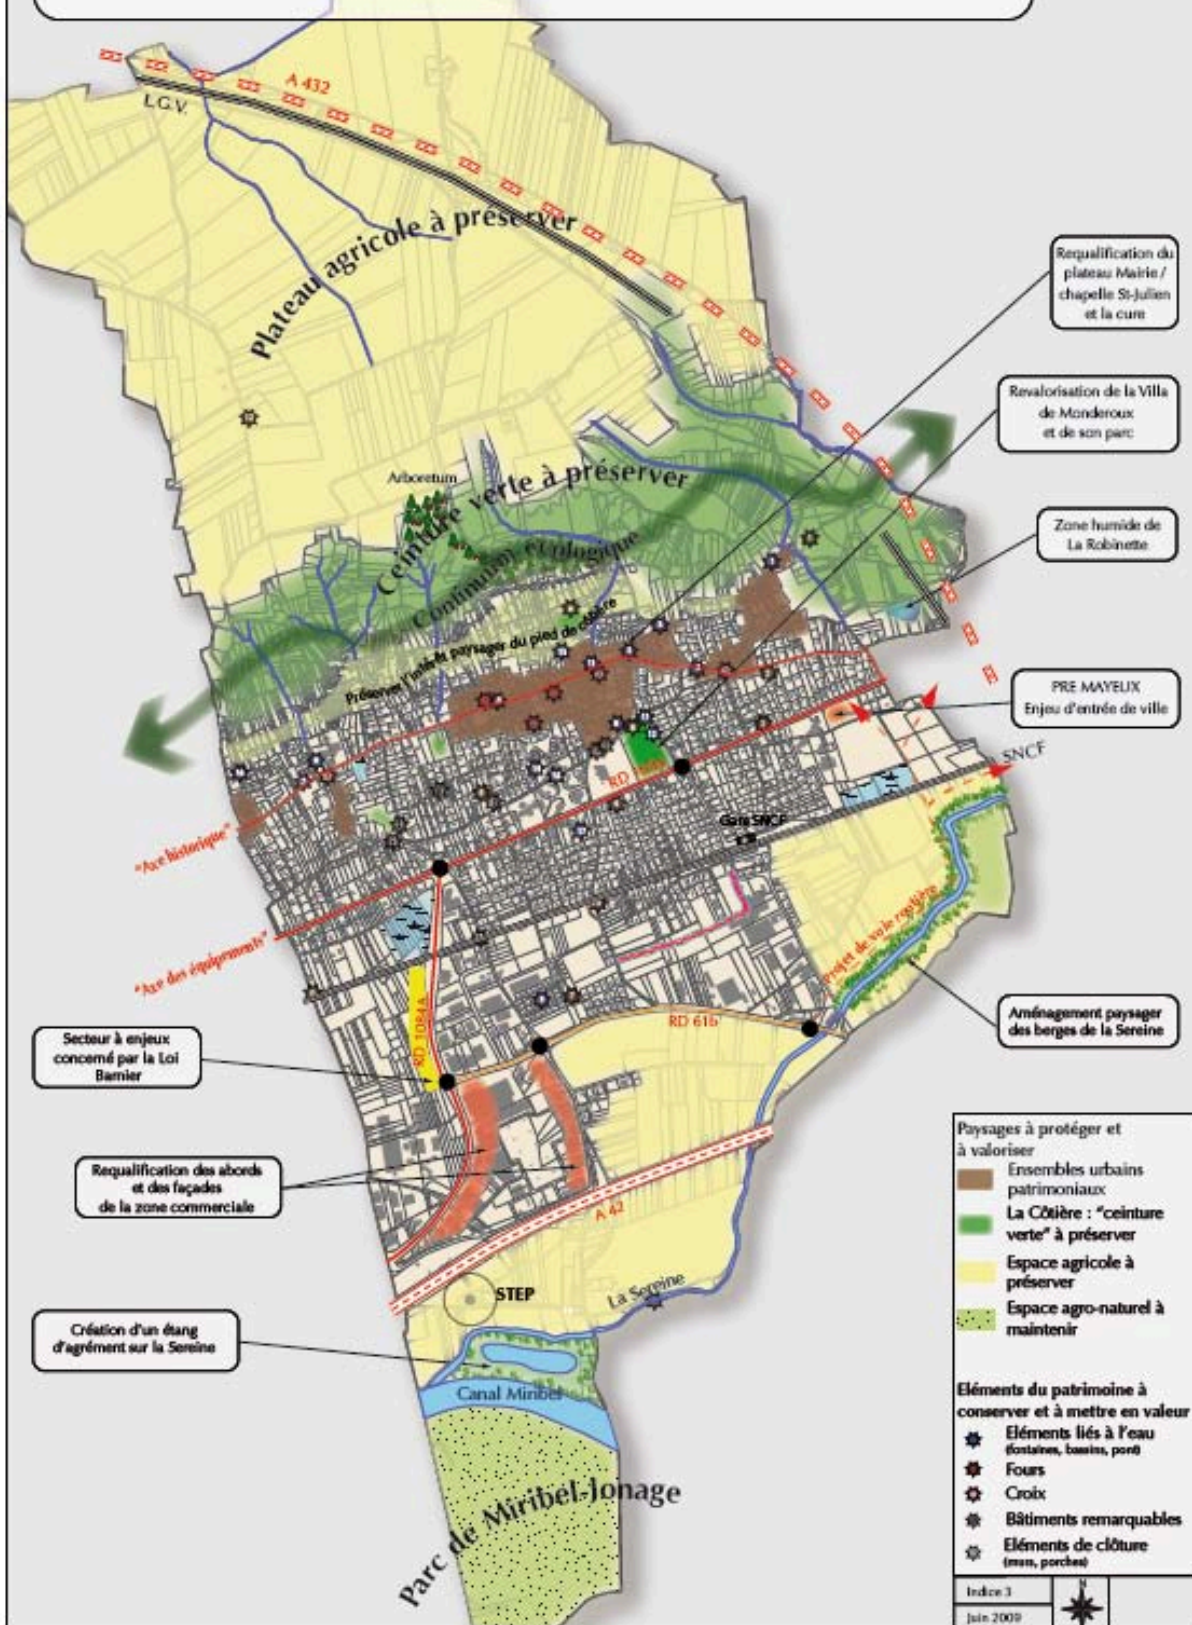 A 432
L.G.V.
Plateau agricole à préserver
Requalification du
plateau Mairie /
chapelle St-Julien
et la cure
Revalorisation de la Villa
de Monderoux
et de son parc
Arboretum
Ceinture verte à préserver
Continuum écologique
Zone humide de
La Robinette
Préserver l'intérêt paysager du pied de côtière
PRE MAYEUX
Enjeu d'entrée de ville
SNCF
RD
Gare SNCF
"Axe historique"
"Axe des équipements"
Projet de voie routière
Aménagement paysager
des berges de la Sereine
RD 61b
RD 1084A
Secteur à enjeux
concerné par la Loi
Barnier
Requalification des abords
et des façades
de la zone commerciale
A 42
STEP
La Sereine
Création d'un étang
d'agrément sur la Sereine
Canal Miribel
Parc de Miribel-Jonage
Paysages à protéger et
à valoriser
Ensembles urbains
patrimoniaux
La Côtière : "ceinture
verte" à préserver
Espace agricole à
préserver
Espace agro-naturel à
maintenir
Eléments du patrimoine à
conserver et à mettre en valeur
Eléments liés à l'eau
(fontaines, bassins, pont)
Fours
Croix
Bâtiments remarquables
Eléments de clôture
(murs, porches)
Indice 3
Juin 2009
N